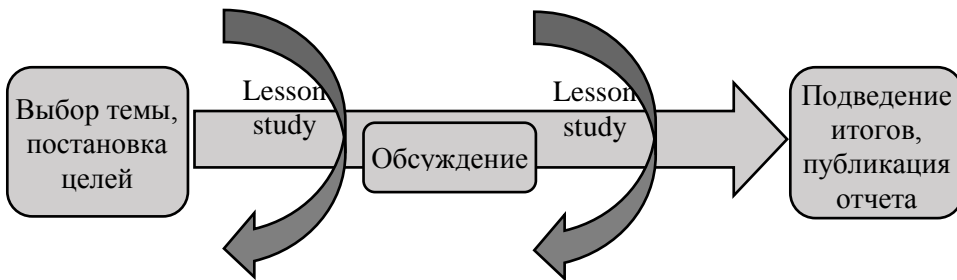 Выбор темы,
постановка
целей
Lesson
study
Обсуждение
Lesson
study
Подведение
итогов,
публикация
отчета